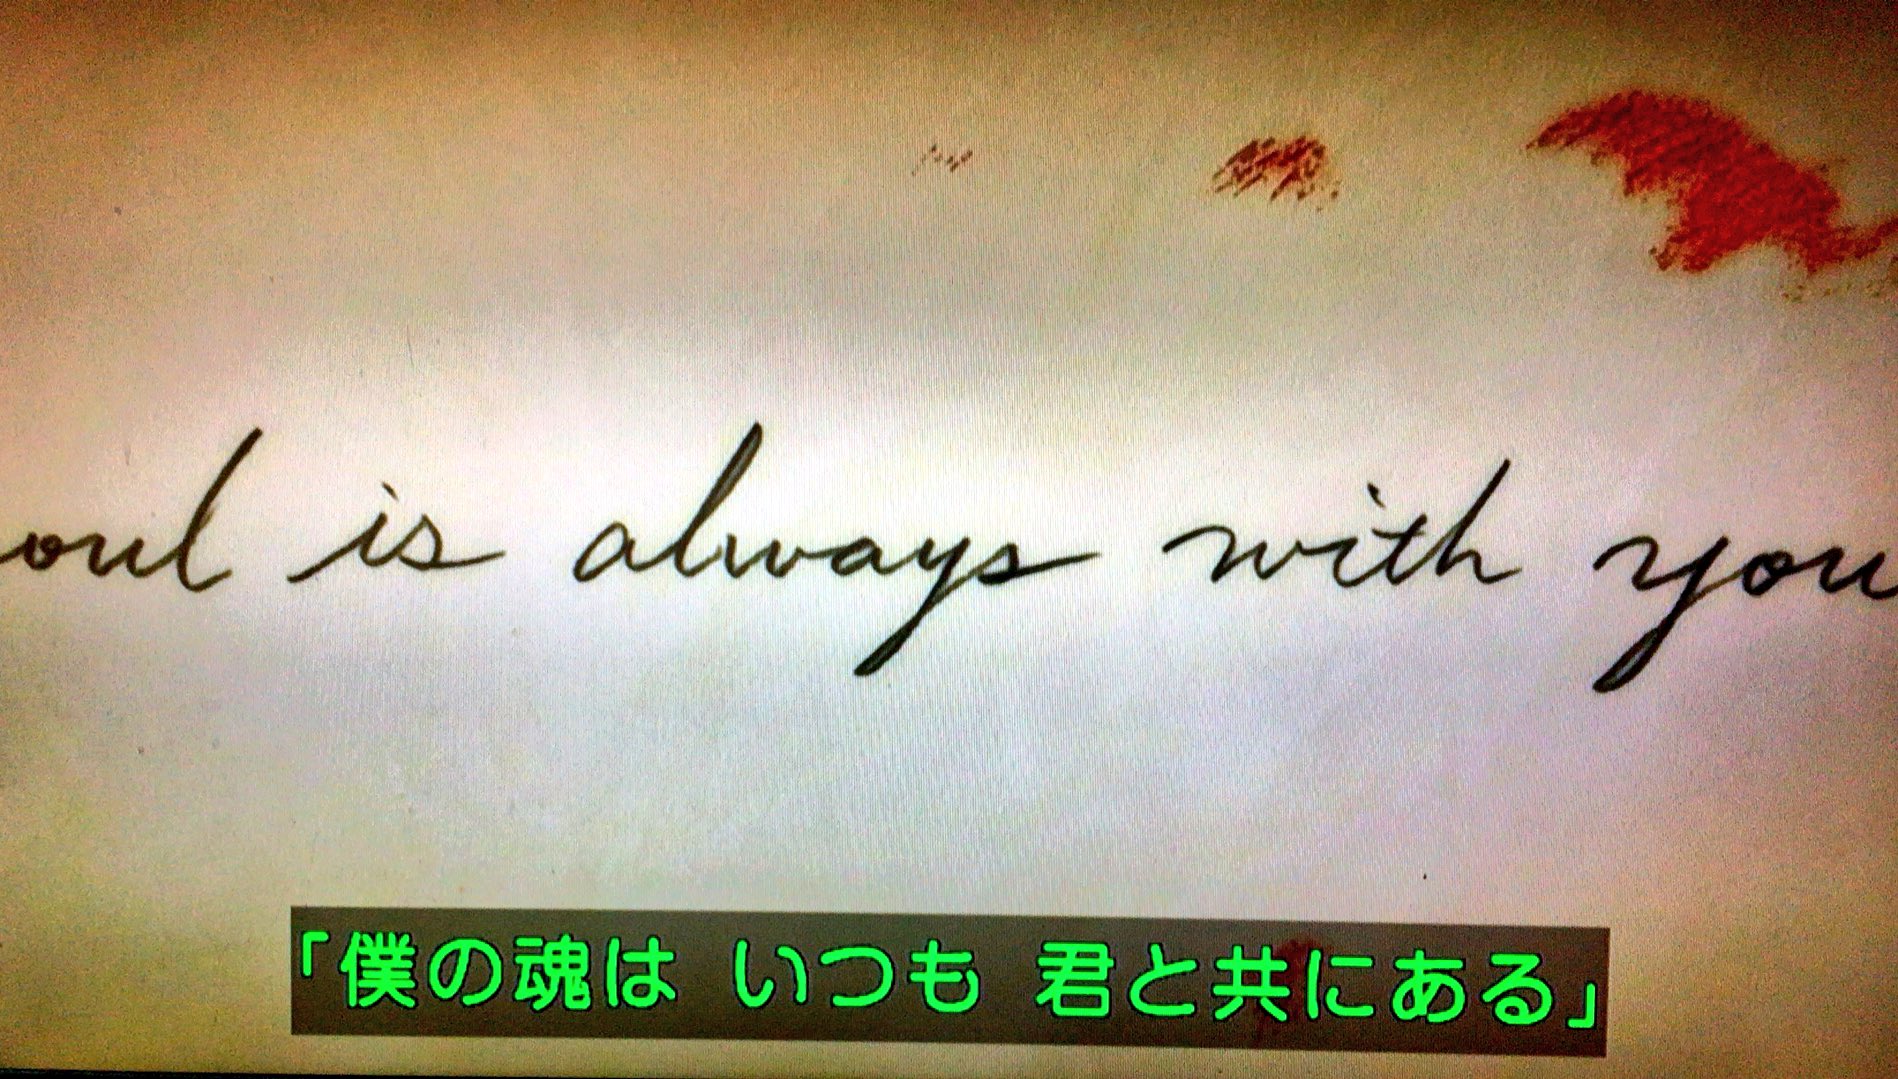 oul is always with you
「僕の魂は いつも 君と共にある」